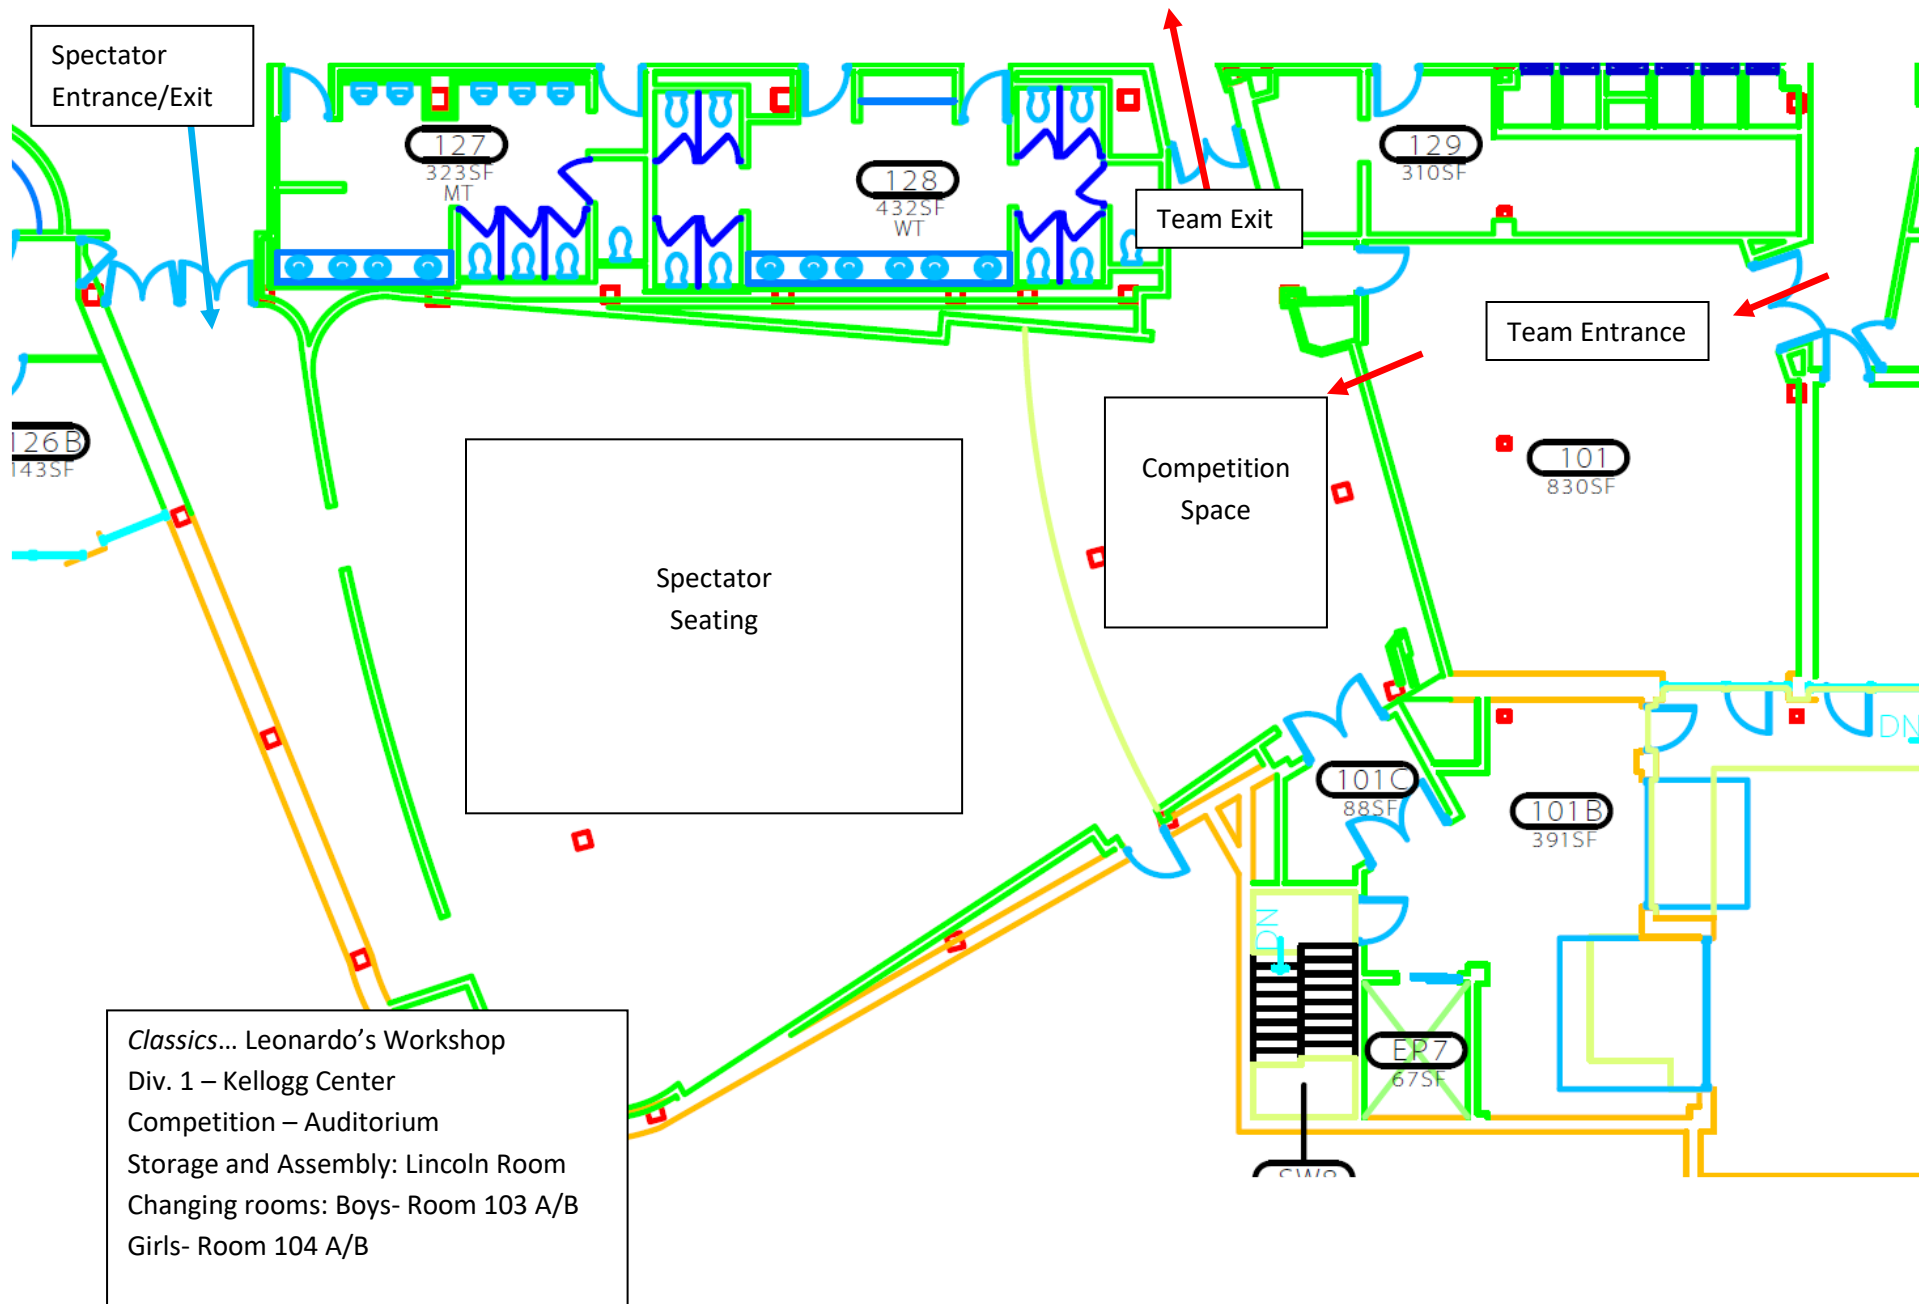 Spectator
Entrance/Exit
127
323SF
MT
128
432SF
WT
Team Exit
129
310SF
Team Entrance
126B
143SF
Competition
Space
101
830SF
Spectator
Seating
101C
88SF
101B
391SF
DN
DN
EP7
67SF
Classics… Leonardo’s Workshop
Div. 1 – Kellogg Center
Competition – Auditorium
Storage and Assembly: Lincoln Room
Changing rooms: Boys- Room 103 A/B
Girls- Room 104 A/B